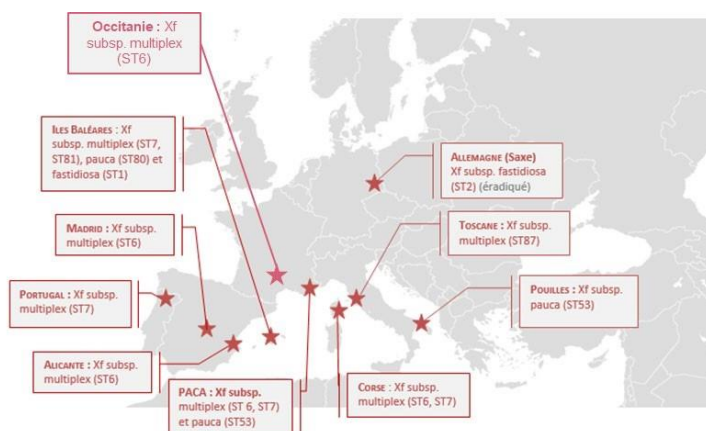 Occitanie : Xf
subsp. multiplex
(ST6)
ILES BALÉARES : Xf
subsp. multiplex (ST7,
ST81), pauca (ST80) et
fastidiosa (ST1)
ALLEMAGNE (Saxe)
Xf subsp. fastidiosa
(ST2) (éradiqué)
MADRID : Xf subsp.
multiplex (ST6)
TOSCANE : Xf subsp.
multiplex (ST87)
PORTUGAL : Xf subsp.
multiplex (ST7)
POUILLES : Xf subsp.
pauca (ST53)
ALICANTE : Xf subsp.
multiplex (ST6)
PACA : Xf subsp.
multiplex (ST 6, ST7)
et pauca (ST53)
CORSE : Xf subsp.
multiplex (ST6, ST7)